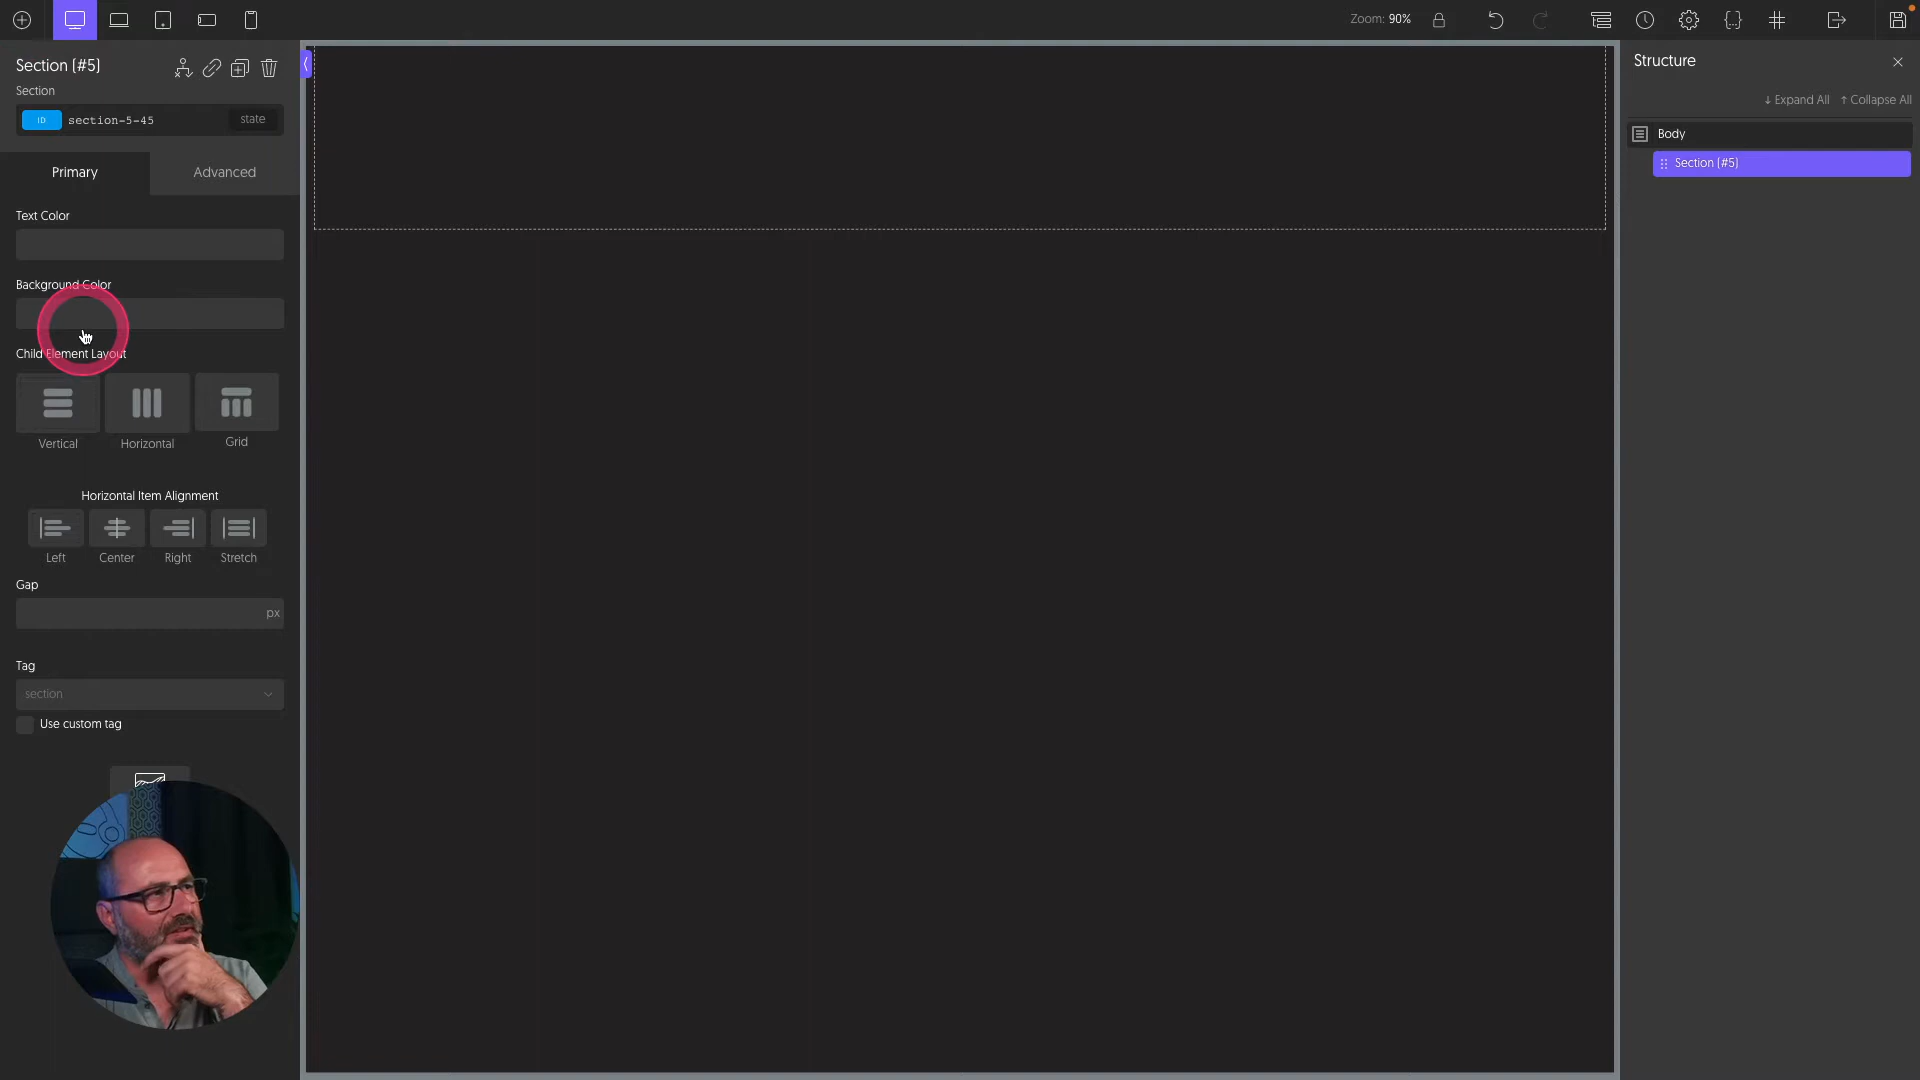 Zoom: 90%
Section (#5)
Section
ID section-5-45 state
Primary Advanced
Text Color
Background Color
Child Element Layout
Vertical Horizontal Grid
Horizontal Item Alignment
Left Center Right Stretch
Gap
px
Tag
section
Use custom tag
Structure
↓ Expand All ↑ Collapse All
Body
Section (#5)